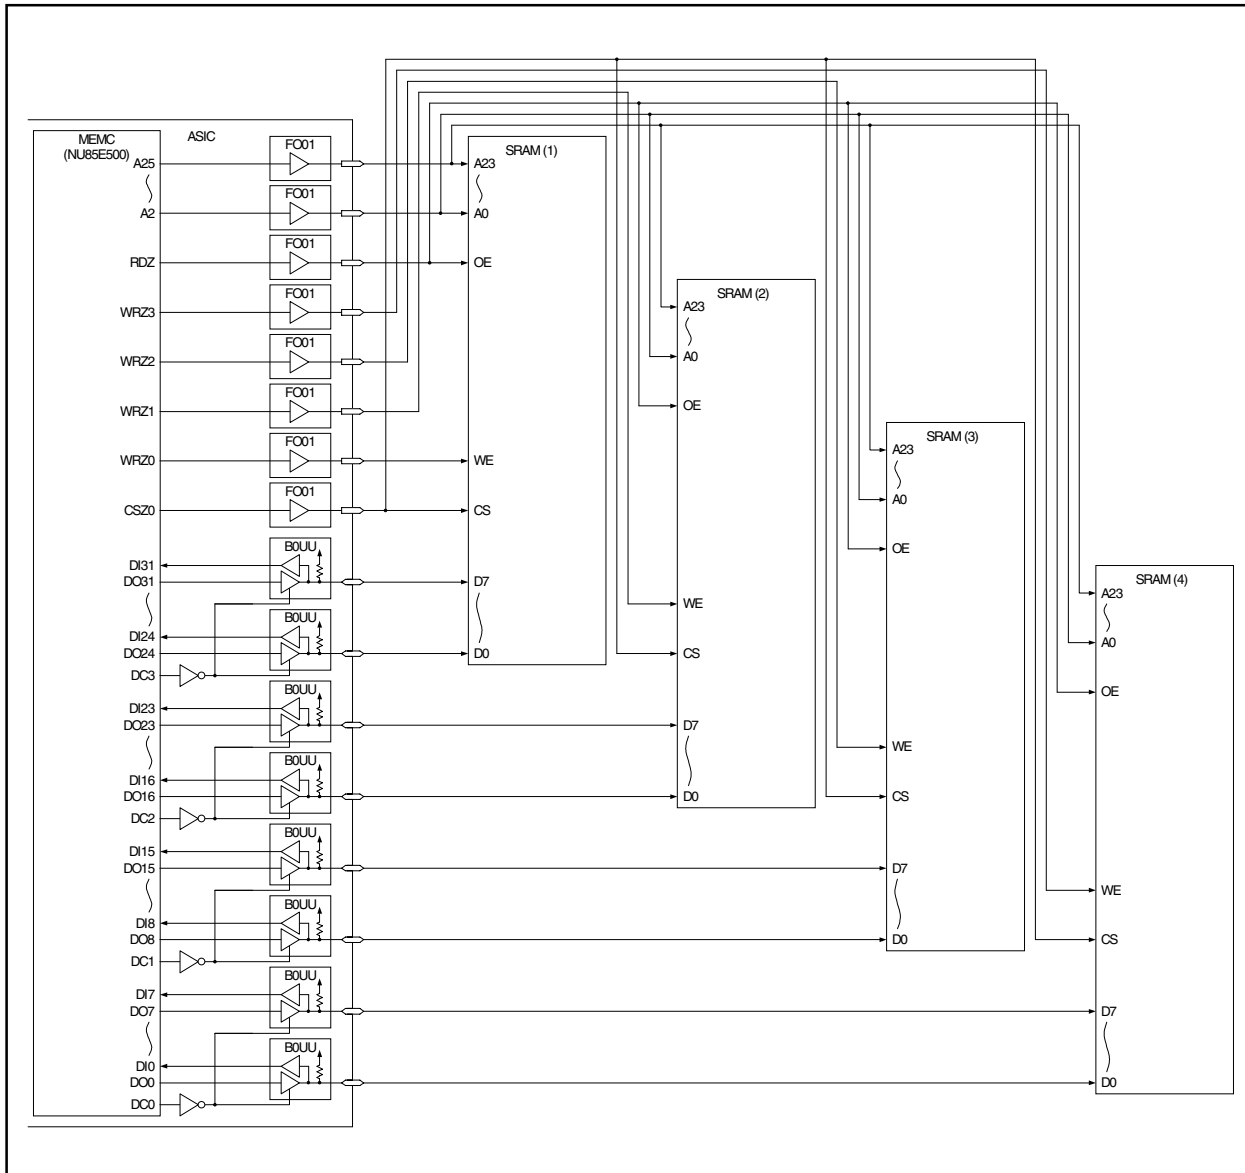 MEMC
(NU85E500)
ASIC
A25
A2
RDZ
WRZ3
WRZ2
WRZ1
WRZ0
CSZ0
DI31
DO31
DI24
DO24
DC3
DI23
DO23
DI16
DO16
DC2
DI15
DO15
DI8
DO8
DC1
DI7
DO7
DI0
DO0
DC0
FO01
FO01
FO01
FO01
FO01
FO01
FO01
FO01
B0UU
B0UU
B0UU
B0UU
B0UU
B0UU
B0UU
B0UU
SRAM (1)
A23
A0
OE
WE
CS
D7
D0
SRAM (2)
A23
A0
OE
WE
CS
D7
D0
SRAM (3)
A23
A0
OE
WE
CS
D7
D0
SRAM (4)
A23
A0
OE
WE
CS
D7
D0